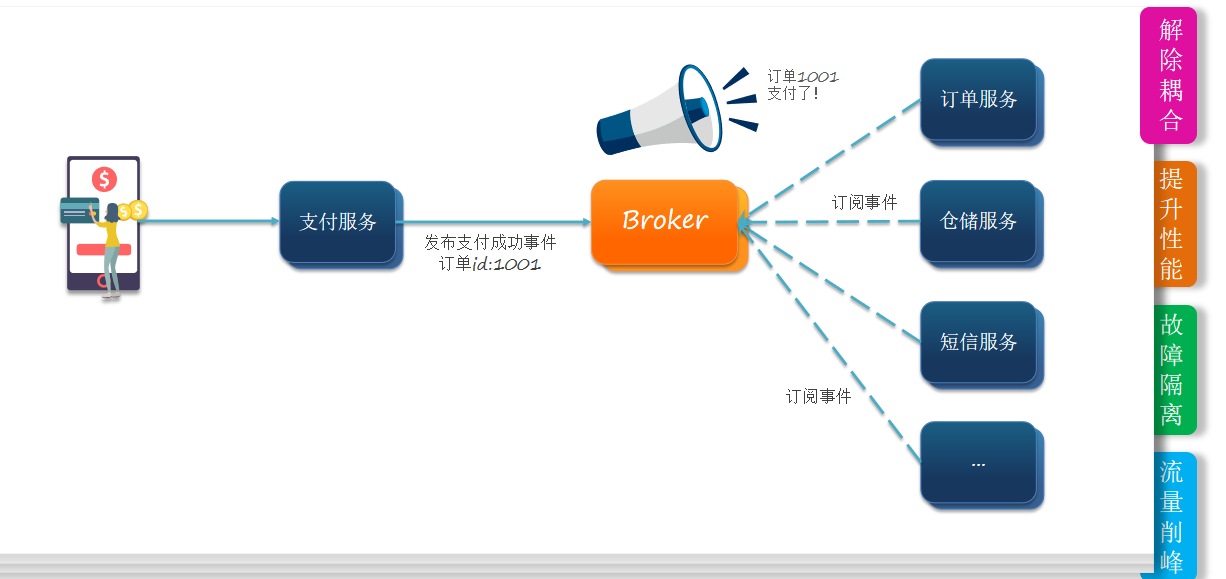 订单1001
支付了!
支付服务
发布支付成功事件
订单id:1001
Broker
订阅事件
订阅事件
订单服务
仓储服务
短信服务
...
解除耦合
提升性能
故障隔离
流量削峰